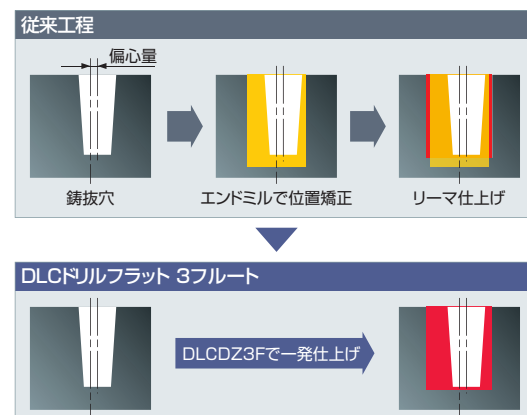 従来工程
偏心量
鋳抜穴
エンドミルで位置矯正
リーマ仕上げ
DLCドリルフラット 3フルート
DLCDZ3Fで一発仕上げ